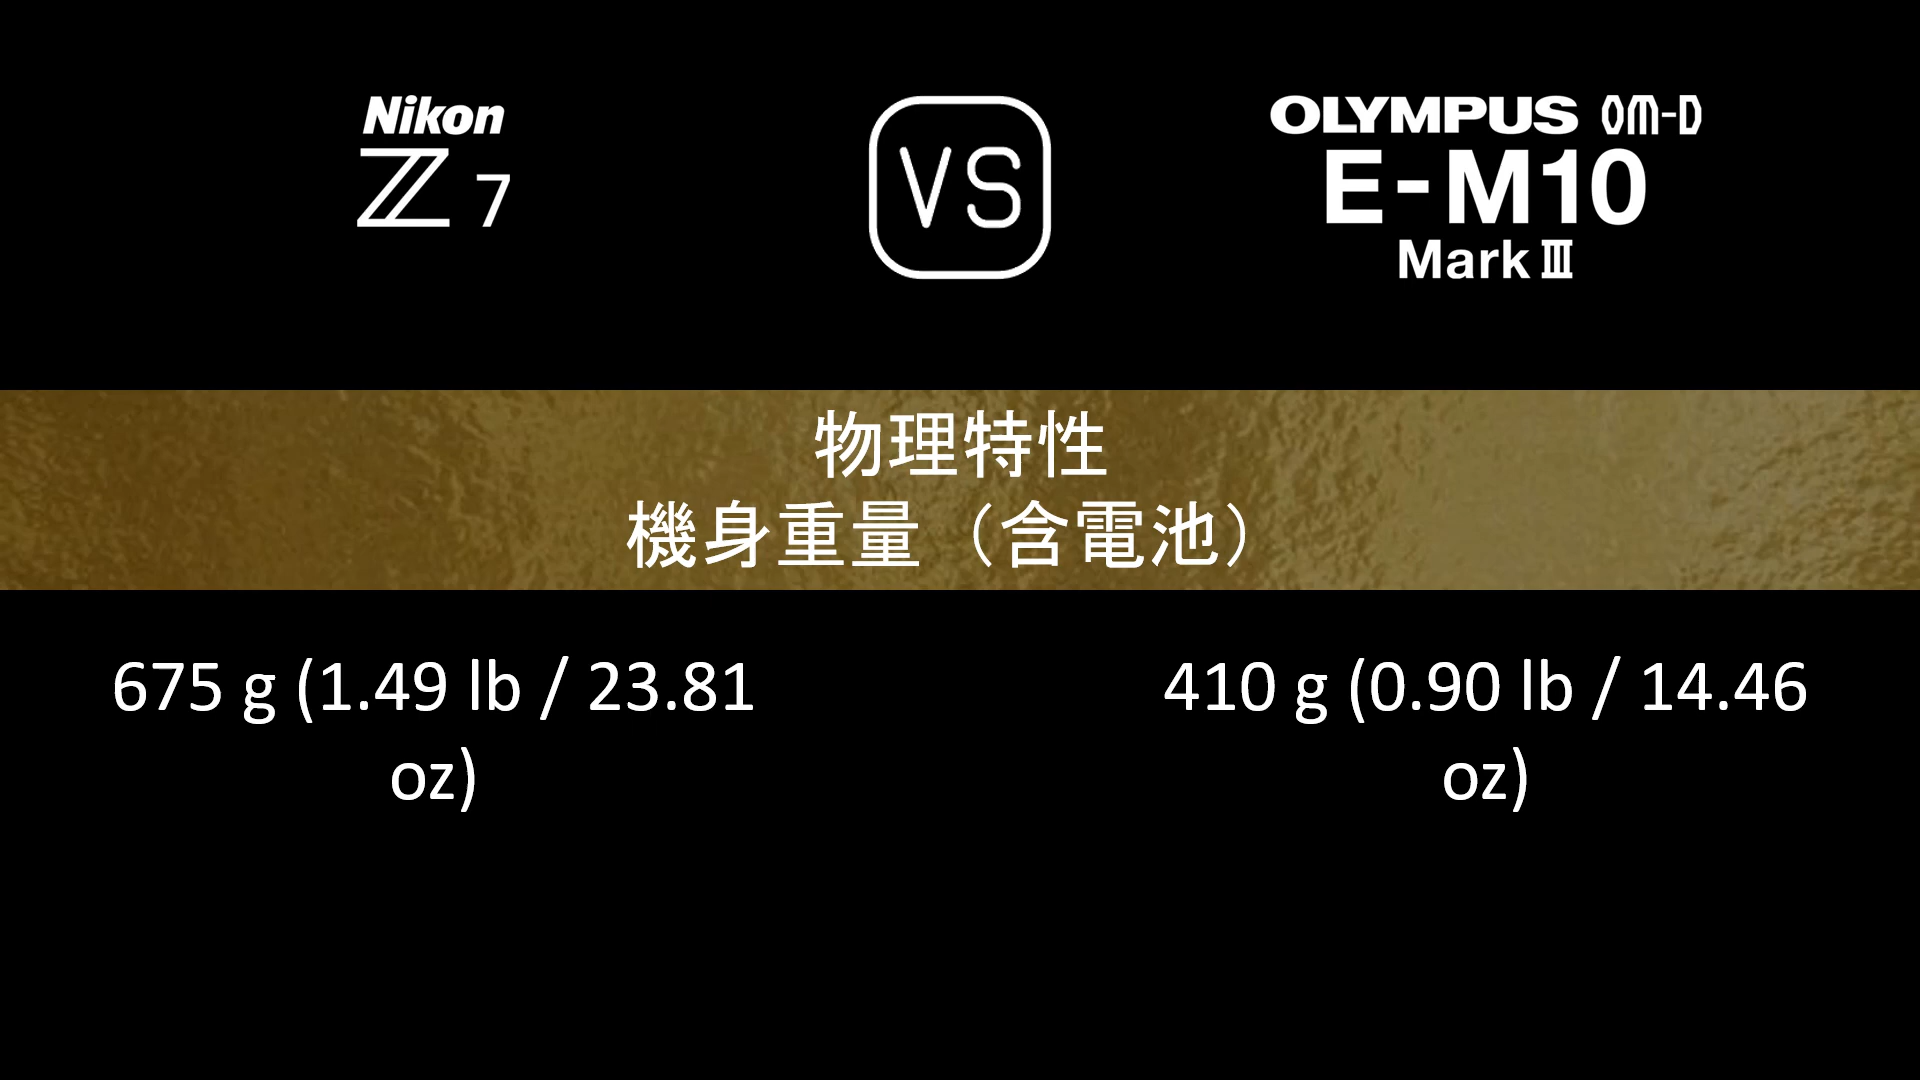 Nikon
Z 7
VS
OLYMPUS OM-D
E-M10
Mark III
物理特性
機身重量（含電池）
675 g (1.49 lb / 23.81
oz)
410 g (0.90 lb / 14.46
oz)